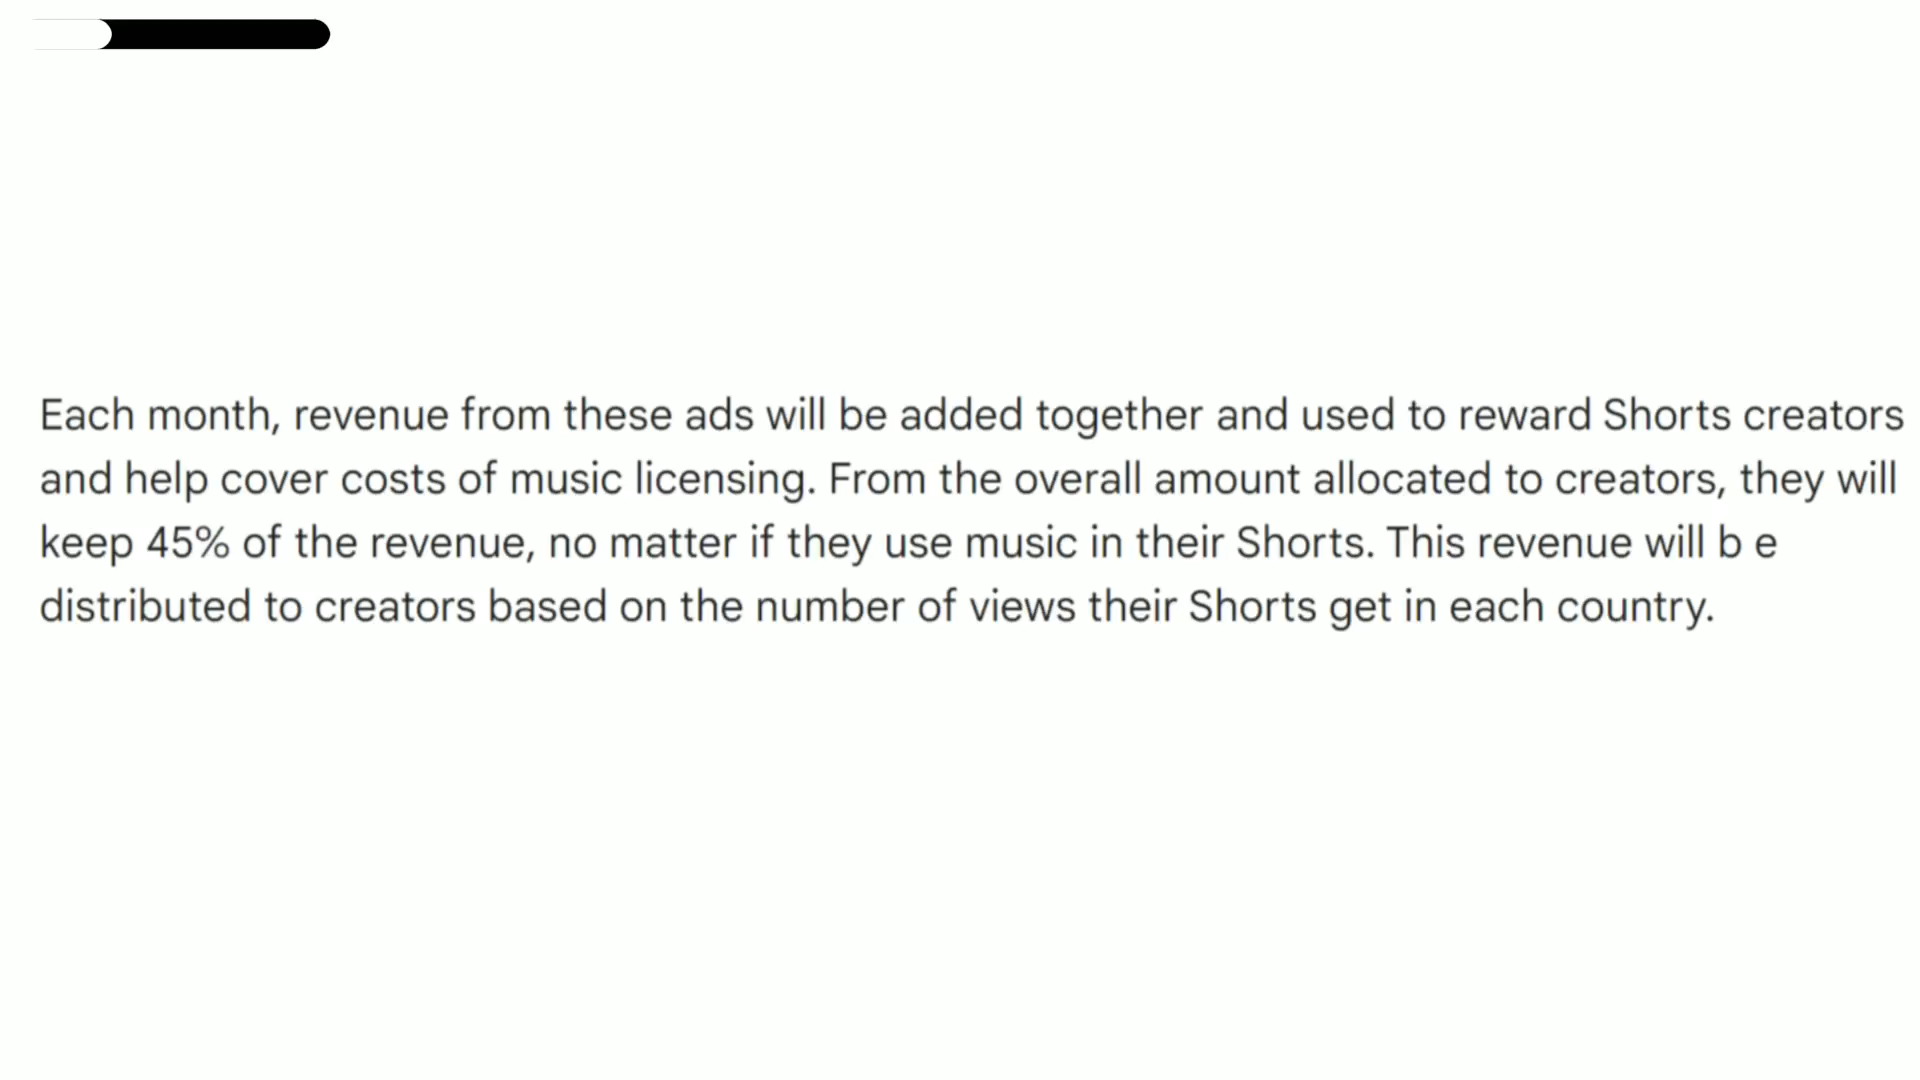 Each month, revenue from these ads will be added together and used to reward Shorts creators
and help cover costs of music licensing. From the overall amount allocated to creators, they will
keep 45% of the revenue, no matter if they use music in their Shorts. This revenue will b e
distributed to creators based on the number of views their Shorts get in each country.